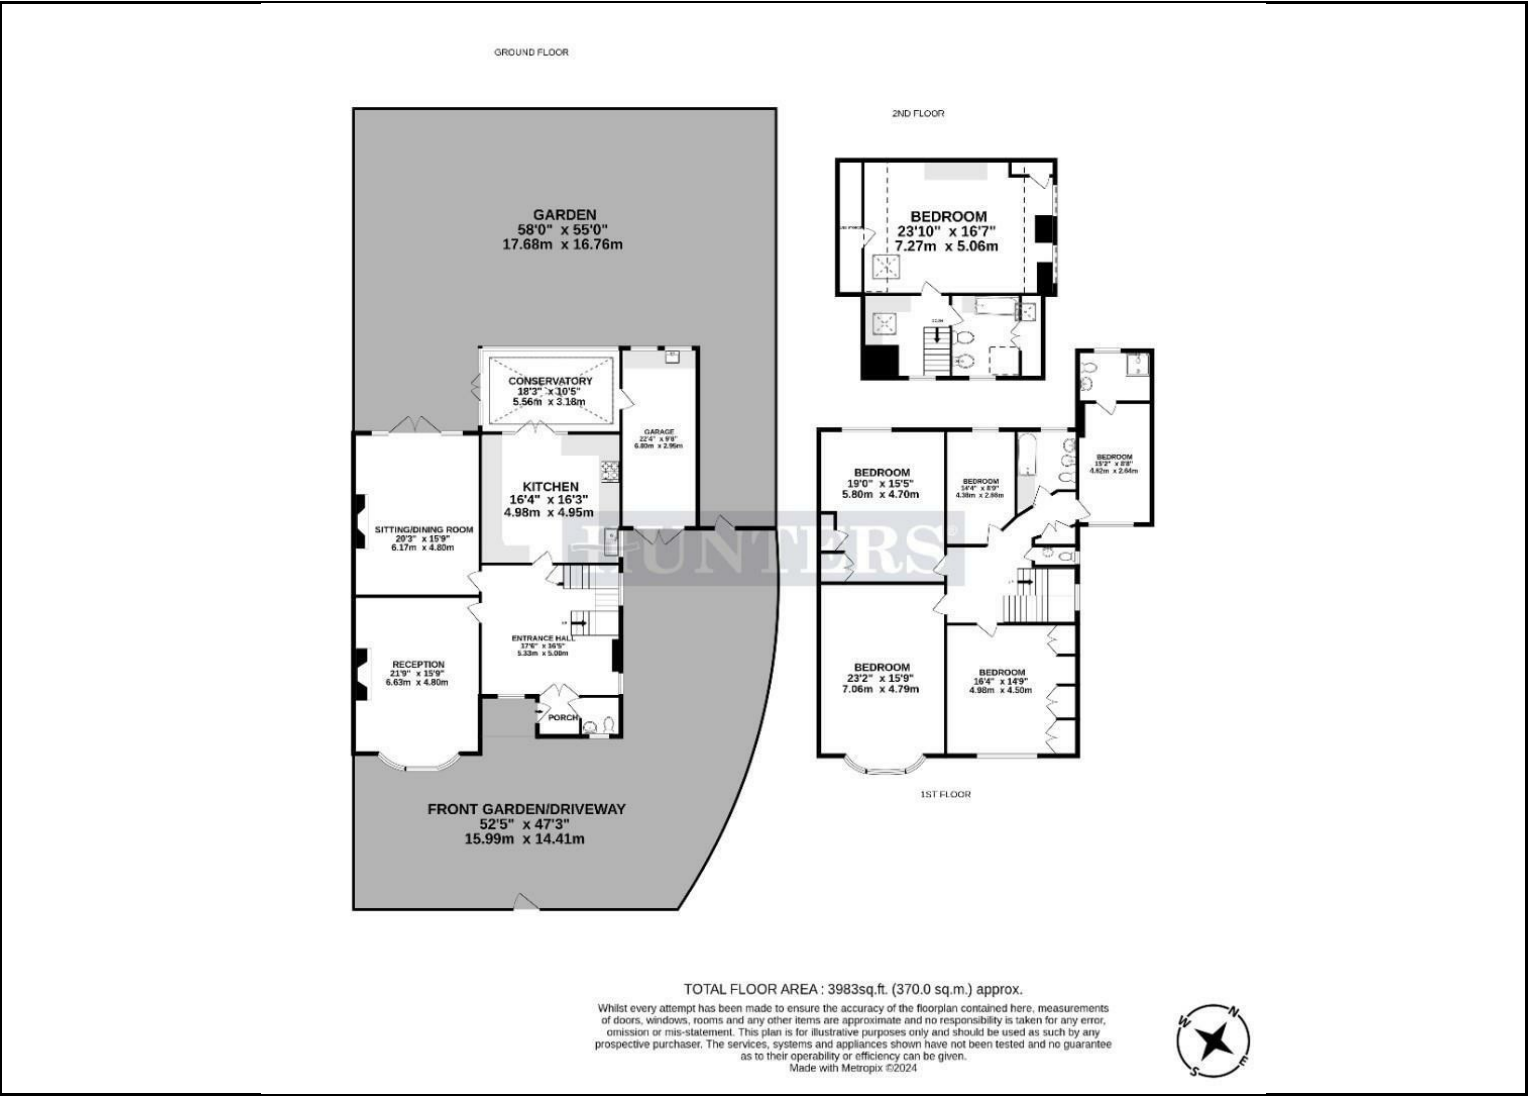 GROUND FLOOR
GARDEN
58'0" x 55'0"
17.68m x 16.76m
CONSERVATORY
18'3" x 10'5"
5.56m x 3.18m
GARAGE
22'4" x 9'8"
6.80m x 2.95m
KITCHEN
16'4" x 16'3"
4.98m x 4.95m
SITTING/DINING ROOM
20'3" x 15'9"
6.17m x 4.80m
ENTRANCE HALL
17'6" x 16'5"
5.33m x 5.00m
RECEPTION
21'9" x 15'9"
6.63m x 4.80m
PORCH
FRONT GARDEN/DRIVEWAY
52'5" x 47'3"
15.99m x 14.41m
HUNTERS
2ND FLOOR
BEDROOM
23'10" x 16'7"
7.27m x 5.06m
BEDROOM
19'0" x 15'5"
5.80m x 4.70m
BEDROOM
14'4" x 8'9"
BEDROOM
15'2" x 8'8"
4.62m x 2.64m
BEDROOM
23'2" x 15'9"
7.06m x 4.79m
BEDROOM
16'4" x 14'9"
4.98m x 4.50m
1ST FLOOR
TOTAL FLOOR AREA : 3983sq.ft. (370.0 sq.m.) approx.
Whilst every attempt has been made to ensure the accuracy of the floorplan contained here, measurements
of doors, windows, rooms and any other items are approximate and no responsibility is taken for any error,
omission or mis-statement. This plan is for illustrative purposes only and should be used as such by any
prospective purchaser. The services, systems and appliances shown have not been tested and no guarantee
as to their operability or efficiency can be given.
Made with Metropix ©2024
N
W
E
S